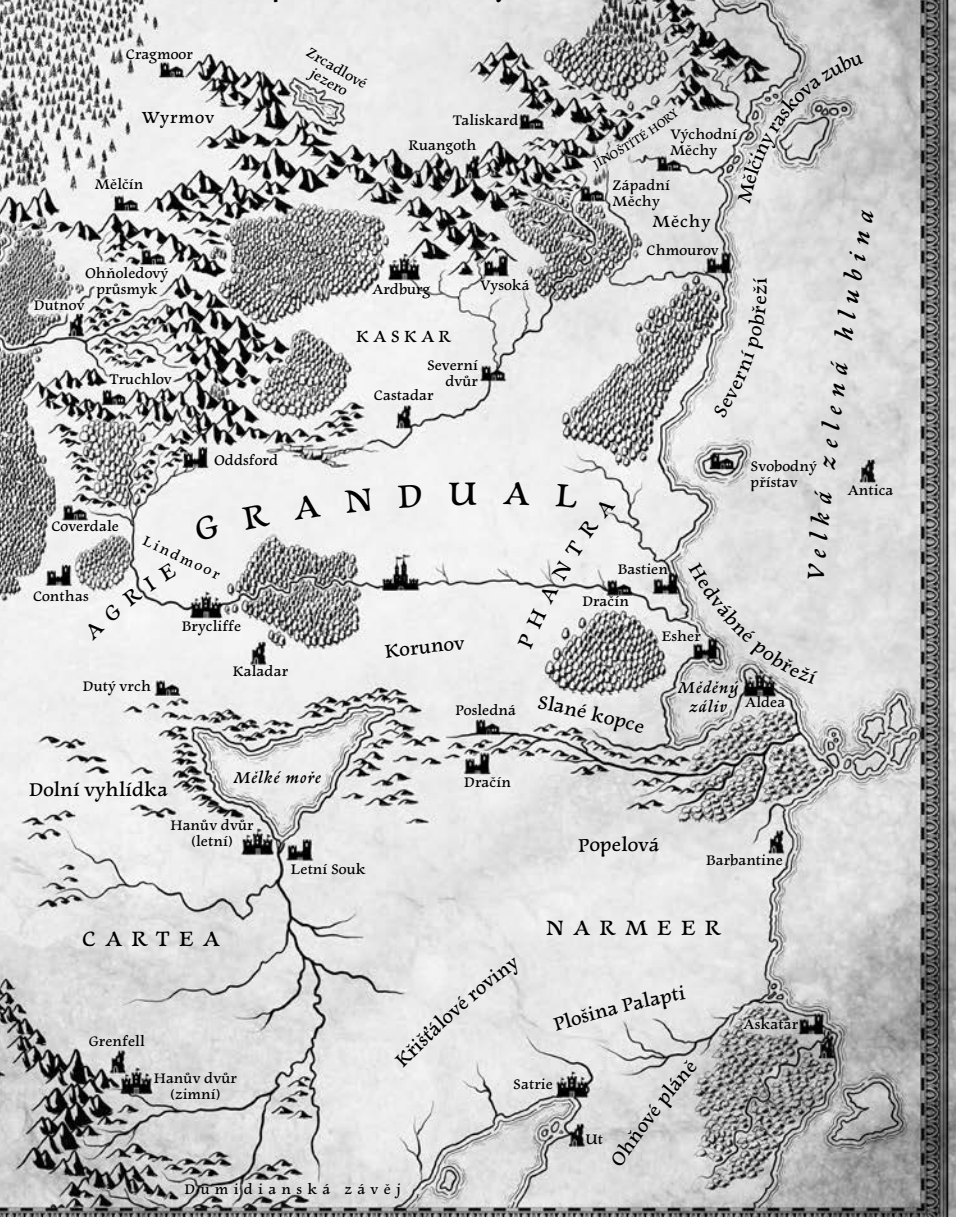 Cragmoor
Zrcadlové
jezero
Wyrmov
Taliskard
Ruangoth
JINOŠTITÉ HORY
Východní
Měchy
Mělčiny raskova zubu
Mělčín
Západní
Měchy
Měchy
Chmourov
Ohňoledový
průsmyk
Ardburg
Vysoká
Dutnov
KASKAR
Severní pobřeží
Velká zelená hlubina
Severní
dvůr
Truchlov
Castadar
Oddsford
Svobodný
přístav
Antica
GRANDUAL
Coverdale
Lindmoor
PHANTRA
Bastien
Hedvábné pobřeží
Conthas
AGRIE
Dračín
Brycliffe
Esher
Korunov
Kaladar
Dutý vrch
Měděný
záliv
Aldea
Posledná
Slané kopce
Dolní vyhlídka
Mělké moře
Dračín
Hanův dvůr
(letní)
Letní Souk
Popelová
Barbantine
CARTEA
NARMEER
Křišťálové roviny
Plošina Palapti
Askatar
Grenfell
Hanův dvůr
(zimní)
Satrie
Ohňové pláně
Ut
Dumidianská závěj